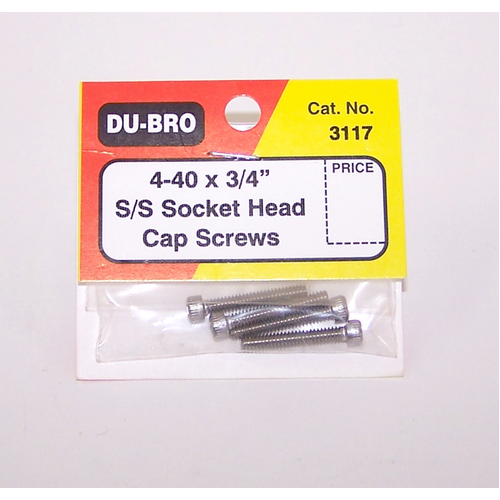 DU-BRO
Cat. No.
3117
4-40 x 3/4”
S/S Socket Head
Cap Screws
PRICE